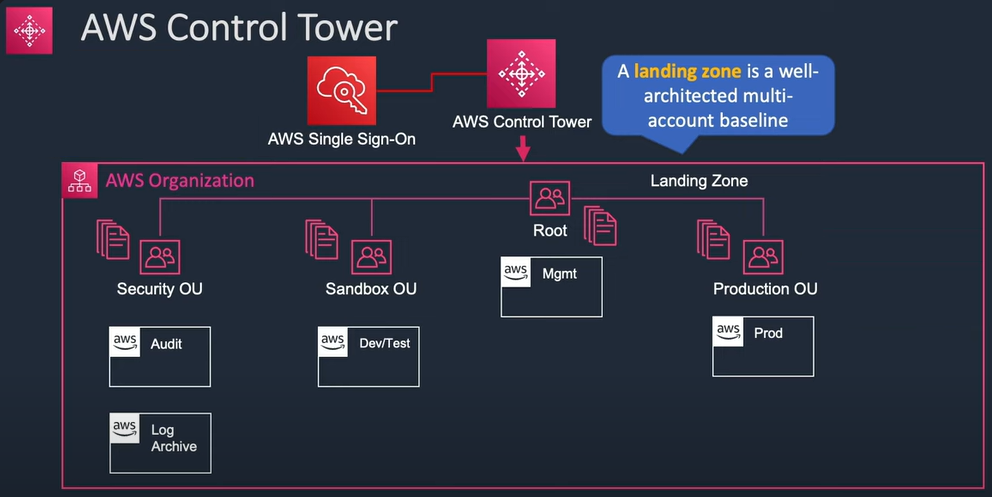 AWS Control Tower
A landing zone is a well-
architected multi-
account baseline
AWS Single Sign-On
AWS Control Tower
AWS Organization
Landing Zone
Root
Security OU
Sandbox OU
Production OU
aws
Mgmt
aws
Audit
aws
Dev/Test
aws
Prod
aws
Log
Archive